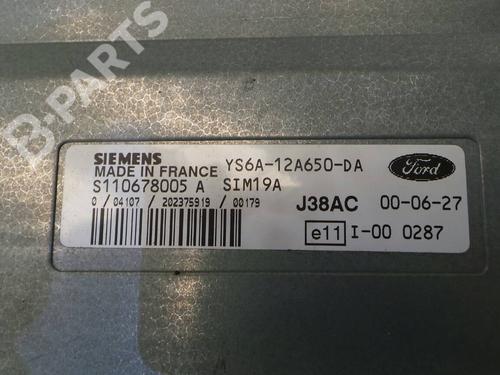 B-PARTS
SIEMENS
MADE IN FRANCE YS6A-12A650-DA
S110678005 A SIM19A
Ford
0 / 04107 / 202375919 / 00179
J38AC 00-06-27
e11 I-00 0287